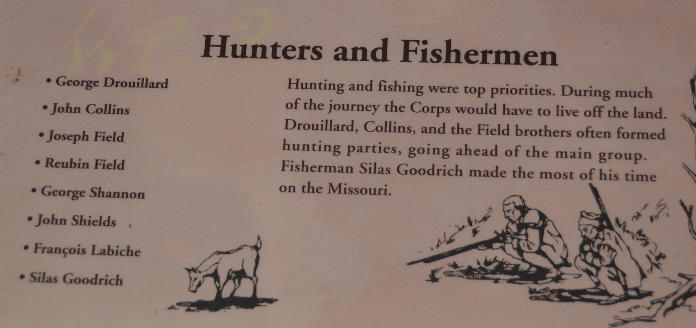 Hunters and Fishermen
• George Drouillard
• John Collins
• Joseph Field
• Reubin Field
• George Shannon
• John Shields
• François Labiche
• Silas Goodrich
Hunting and fishing were top priorities. During much
of the journey the Corps would have to live off the land.
Drouillard, Collins, and the Field brothers often formed
hunting parties, going ahead of the main group.
Fisherman Silas Goodrich made the most of his time
on the Missouri.